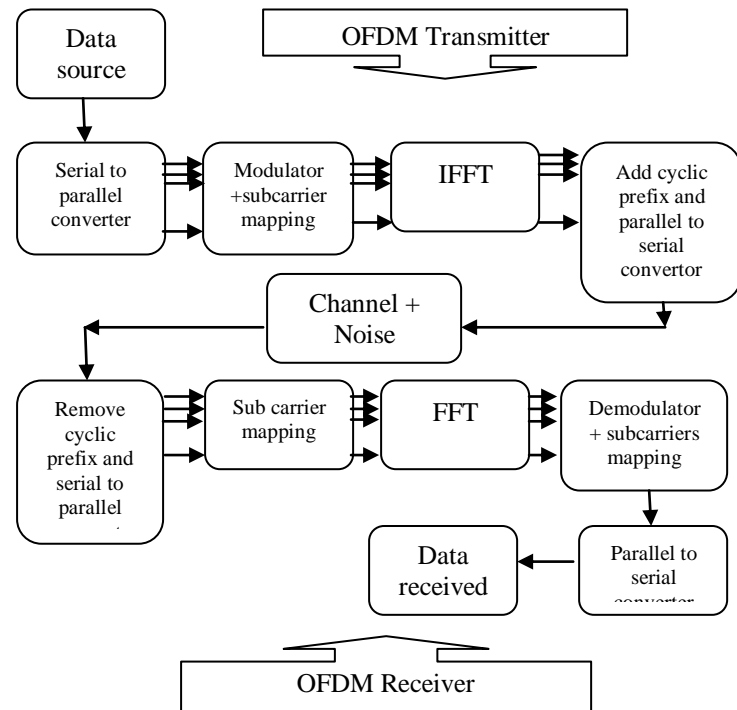 Data
source
OFDM Transmitter
Serial to
parallel
converter
Modulator
+subcarrier
mapping
IFFT
Add cyclic
prefix and
parallel to
serial
convertor
Channel +
Noise
Remove
cyclic
prefix and
serial to
parallel
Sub carrier
mapping
FFT
Demodulator
+ subcarriers
mapping
Data
received
Parallel to
serial
converter
OFDM Receiver